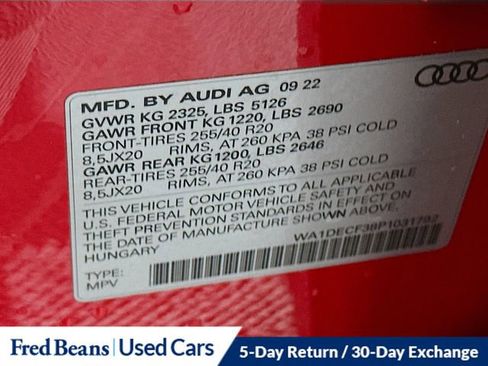 MFD. BY AUDI AG 09 22
GVWR KG 2325, LBS 5126
GAWR FRONT KG 1220, LBS 2690
FRONT-TIRES 255/40 R20
8,5JX20 RIMS, AT 260 KPA 38 PSI COLD
GAWR REAR KG1200, LBS 2646
REAR-TIRES 255/40 R20
8,5JX20 RIMS, AT 260 KPA 38 PSI COLD
THIS VEHICLE CONFORMS TO ALL APPLICABLE
U.S. FEDERAL MOTOR VEHICLE SAFETY AND
THEFT PREVENTION STANDARDS IN EFFECT ON
THE DATE OF MANUFACTURE SHOWN ABOVE.
HUNGARY
WA1DECF38P1031792
TYPE:
MPV
Fred Beans Used Cars 5-Day Return / 30-Day Exchange